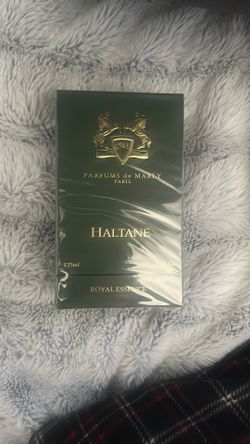 PARFUMS de MARLY
PARIS
HALTANE
125ml
ROYAL ESSENCE